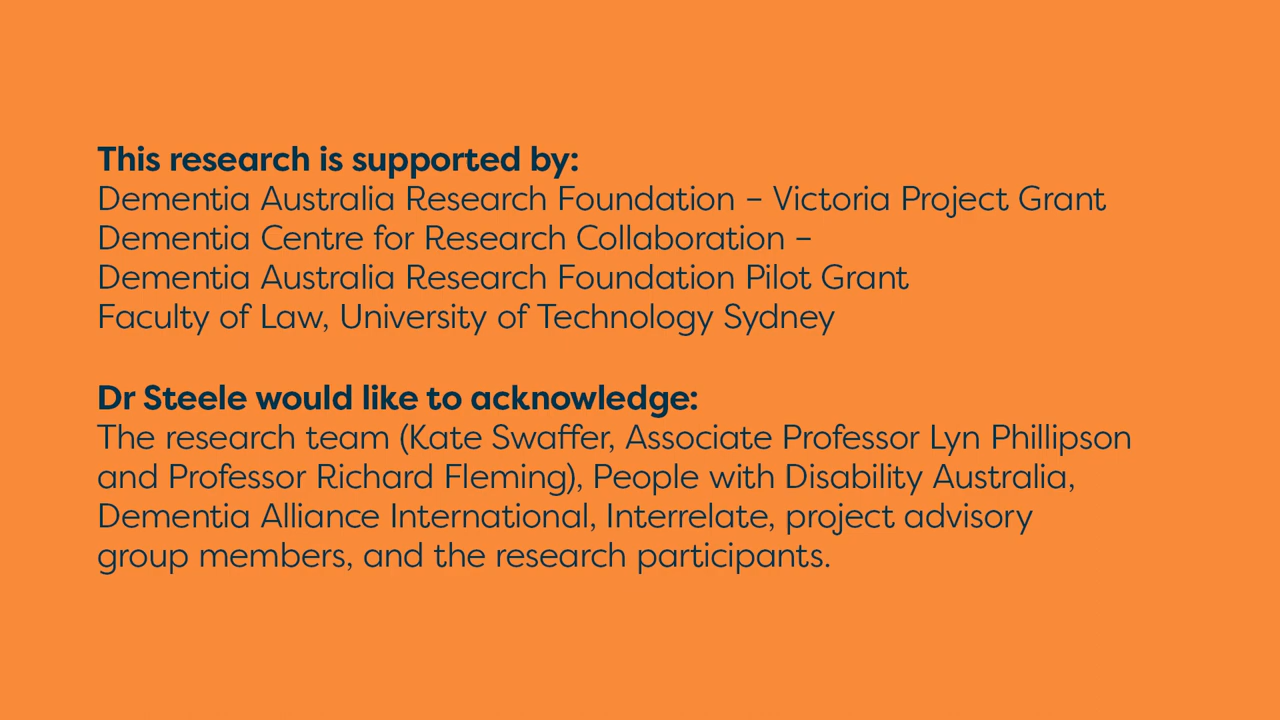 This research is supported by:
Dementia Australia Research Foundation – Victoria Project Grant
Dementia Centre for Research Collaboration –
Dementia Australia Research Foundation Pilot Grant
Faculty of Law, University of Technology Sydney
Dr Steele would like to acknowledge:
The research team (Kate Swaffer, Associate Professor Lyn Phillipson
and Professor Richard Fleming), People with Disability Australia,
Dementia Alliance International, Interrelate, project advisory
group members, and the research participants.